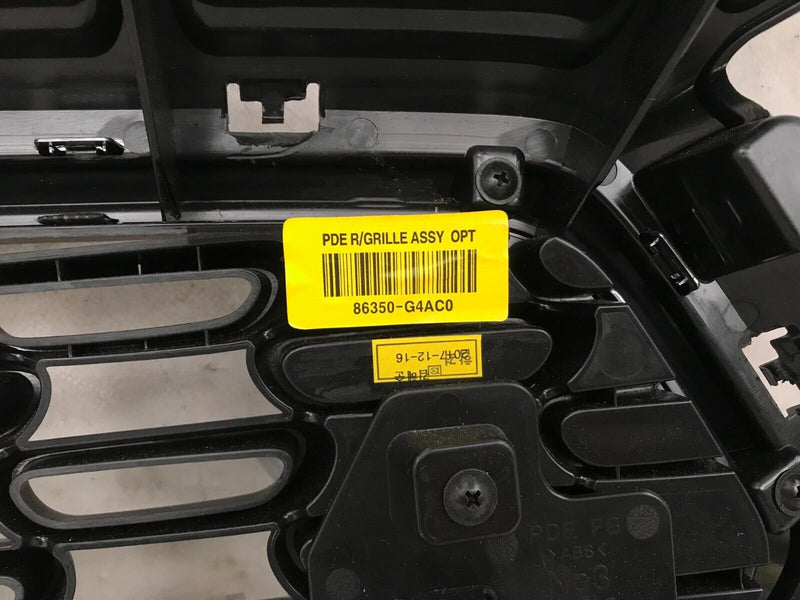 PDE R/GRILLE ASSY OPT
86350-G4AC0
2017-12-16
PDE FB
>ABS<